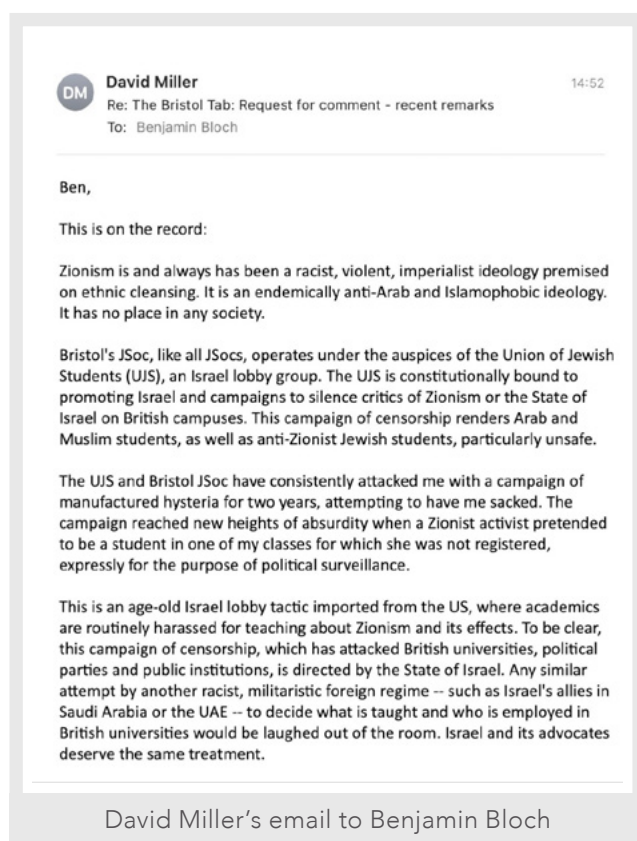 DM
David Miller
14:52
Re: The Bristol Tab: Request for comment - recent remarks
To: Benjamin Bloch
Ben,
This is on the record:
Zionism is and always has been a racist, violent, imperialist ideology premised
on ethnic cleansing. It is an endemically anti-Arab and Islamophobic ideology.
It has no place in any society.
Bristol's JSoc, like all JSocs, operates under the auspices of the Union of Jewish
Students (UJS), an Israel lobby group. The UJS is constitutionally bound to
promoting Israel and campaigns to silence critics of Zionism or the State of
Israel on British campuses. This campaign of censorship renders Arab and
Muslim students, as well as anti-Zionist Jewish students, particularly unsafe.
The UJS and Bristol JSoc have consistently attacked me with a campaign of
manufactured hysteria for two years, attempting to have me sacked. The
campaign reached new heights of absurdity when a Zionist activist pretended
to be a student in one of my classes for which she was not registered,
expressly for the purpose of political surveillance.
This is an age-old Israel lobby tactic imported from the US, where academics
are routinely harassed for teaching about Zionism and its effects. To be clear,
this campaign of censorship, which has attacked British universities, political
parties and public institutions, is directed by the State of Israel. Any similar
attempt by another racist, militaristic foreign regime -- such as Israel's allies in
Saudi Arabia or the UAE -- to decide what is taught and who is employed in
British universities would be laughed out of the room. Israel and its advocates
deserve the same treatment.
David Miller’s email to Benjamin Bloch